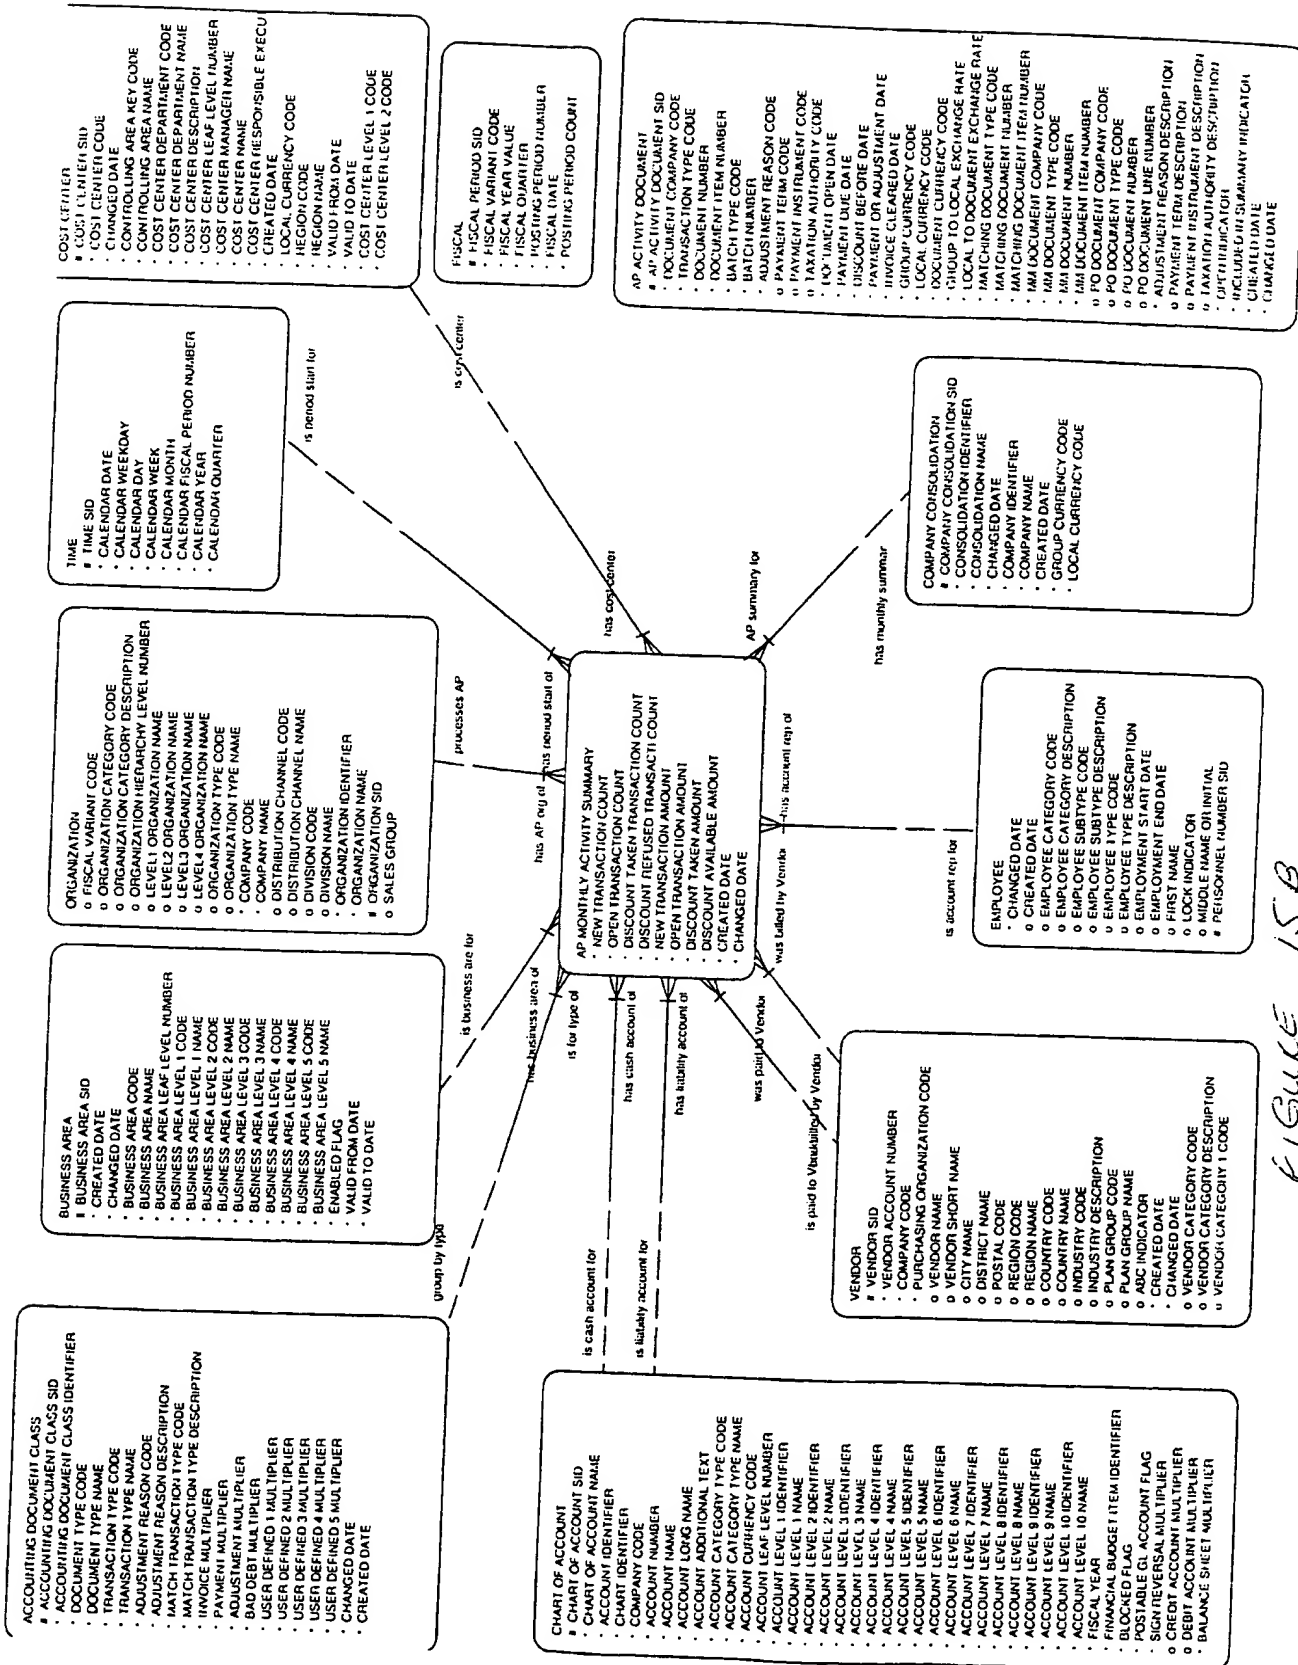 ACCOUNTING DOCUMENT CLASS
# ACCOUNTING DOCUMENT CLASS SID
· ACCOUNTING DOCUMENT CLASS IDENTIFIER
· DOCUMENT TYPE CODE
· DOCUMENT TYPE NAME
· TRANSACTION TYPE CODE
· TRANSACTION TYPE NAME
· ADJUSTMENT REASON CODE
· ADJUSTMENT REASON DESCRIPTION
· MATCH TRANSACTION TYPE CODE
· MATCH TRANSACTION TYPE DESCRIPTION
· INVOICE MULTIPLIER
· PAYMENT MULTIPLIER
· ADJUSTMENT MULTIPLIER
· BAD DEBT MULTIPLIER
· USER DEFINED 1 MULTIPLIER
· USER DEFINED 2 MULTIPLIER
· USER DEFINED 3 MULTIPLIER
· USER DEFINED 4 MULTIPLIER
· USER DEFINED 5 MULTIPLIER
· CHANGED DATE
· CREATED DATE
BUSINESS AREA
# BUSINESS AREA SID
· CREATED DATE
· CHANGED DATE
· BUSINESS AREA CODE
· BUSINESS AREA NAME
· BUSINESS AREA LEAF LEVEL NUMBER
· BUSINESS AREA LEVEL 1 CODE
· BUSINESS AREA LEVEL 1 NAME
· BUSINESS AREA LEVEL 2 CODE
· BUSINESS AREA LEVEL 2 NAME
· BUSINESS AREA LEVEL 3 CODE
· BUSINESS AREA LEVEL 3 NAME
· BUSINESS AREA LEVEL 4 CODE
· BUSINESS AREA LEVEL 4 NAME
· BUSINESS AREA LEVEL 5 CODE
· BUSINESS AREA LEVEL 5 NAME
· ENABLED FLAG
· VALID FROM DATE
· VALID TO DATE
ORGANIZATION
o FISCAL VARIANT CODE
o ORGANIZATION CATEGORY CODE
o ORGANIZATION CATEGORY DESCRIPTION
o ORGANIZATION HIERARCHY LEVEL NUMBER
o LEVEL1 ORGANIZATION NAME
o LEVEL2 ORGANIZATION NAME
o LEVEL3 ORGANIZATION NAME
o LEVEL4 ORGANIZATION NAME
o ORGANIZATION TYPE CODE
o ORGANIZATION TYPE NAME
· COMPANY CODE
· COMPANY NAME
o DISTRIBUTION CHANNEL CODE
o DISTRIBUTION CHANNEL NAME
o DIVISION CODE
o DIVISION NAME
· ORGANIZATION IDENTIFIER
· ORGANIZATION NAME
# ORGANIZATION SID
o SALES GROUP
TIME
# TIME SID
· CALENDAR DATE
· CALENDAR WEEKDAY
· CALENDAR DAY
· CALENDAR WEEK
· CALENDAR MONTH
· CALENDAR FISCAL PERIOD NUMBER
· CALENDAR YEAR
· CALENDAR QUARTER
COST CENTER
# COST CENTER SID
· COST CENTER CODE
· CHANGED DATE
· CONTROLLING AREA KEY CODE
· CONTROLLING AREA NAME
· COST CENTER DEPARTMENT CODE
· COST CENTER DEPARTMENT NAME
· COST CENTER DESCRIPTION
· COST CENTER LEAF LEVEL NUMBER
· COST CENTER MANAGER NAME
· COST CENTER NAME
· COST CENTER RESPONSIBLE EXECU
· CREATED DATE
· LOCAL CURRENCY CODE
· REGION CODE
· REGION NAME
· VALID FROM DATE
· VALID TO DATE
· COST CENTER LEVEL 1 CODE
· COST CENTER LEVEL 2 CODE
group by type
is business are for
processes AP
is period start for
is cost center
has business area of
is for type of
has AP org of
has period start of
has cost center
AP MONTHLY ACTIVITY SUMMARY
· NEW TRANSACTION COUNT
· OPEN TRANSACTION COUNT
· DISCOUNT TAKEN TRANSACTION COUNT
· DISCOUNT REFUSED TRANSACTI COUNT
· NEW TRANSACTION AMOUNT
· OPEN TRANSACTION AMOUNT
· DISCOUNT TAKEN AMOUNT
· DISCOUNT AVAILABLE AMOUNT
· CREATED DATE
· CHANGED DATE
FISCAL
# FISCAL PERIOD SID
· FISCAL VARIANT CODE
· FISCAL YEAR VALUE
· FISCAL QUARTER
· POSTING PERIOD NUMBER
· FISCAL DATE
· POSTING PERIOD COUNT
is cash account for
has cash account of
is liability account for
has liability account of
was paid to Vendor
is paid to Vendbilled by Vendor
was billed by Vendor
has account rep of
is account rep for
AP summary for
has monthly summar
CHART OF ACCOUNT
# CHART OF ACCOUNT SID
· CHART OF ACCOUNT NAME
· ACCOUNT IDENTIFIER
· CHART IDENTIFIER
· COMPANY CODE
· ACCOUNT NUMBER
· ACCOUNT NAME
· ACCOUNT LONG NAME
· ACCOUNT ADDITIONAL TEXT
· ACCOUNT CATEGORY TYPE CODE
· ACCOUNT CATEGORY TYPE NAME
· ACCOUNT CURRENCY CODE
· ACCOUNT LEAF LEVEL NUMBER
· ACCOUNT LEVEL 1 IDENTIFIER
· ACCOUNT LEVEL 1 NAME
· ACCOUNT LEVEL 2 IDENTIFIER
· ACCOUNT LEVEL 2 NAME
· ACCOUNT LEVEL 3 IDENTIFIER
· ACCOUNT LEVEL 3 NAME
· ACCOUNT LEVEL 4 IDENTIFIER
· ACCOUNT LEVEL 4 NAME
· ACCOUNT LEVEL 5 IDENTIFIER
· ACCOUNT LEVEL 5 NAME
· ACCOUNT LEVEL 6 IDENTIFIER
· ACCOUNT LEVEL 6 NAME
· ACCOUNT LEVEL 7 IDENTIFIER
· ACCOUNT LEVEL 7 NAME
· ACCOUNT LEVEL 8 IDENTIFIER
· ACCOUNT LEVEL 8 NAME
· ACCOUNT LEVEL 9 IDENTIFIER
· ACCOUNT LEVEL 9 NAME
· ACCOUNT LEVEL 10 IDENTIFIER
· ACCOUNT LEVEL 10 NAME
· FISCAL YEAR
· FINANCIAL BUDGET ITEM IDENTIFIER
· BLOCKED FLAG
· POSTABLE GL ACCOUNT FLAG
· SIGN REVERSAL MULTIPLIER
o CREDIT ACCOUNT MULTIPLIER
o DEBIT ACCOUNT MULTIPLIER
· BALANCE SHEET MULTIPLIER
VENDOR
# VENDOR SID
· VENDOR ACCOUNT NUMBER
· COMPANY CODE
· PURCHASING ORGANIZATION CODE
o VENDOR NAME
o VENDOR SHORT NAME
o CITY NAME
o DISTRICT NAME
o POSTAL CODE
o REGION CODE
o REGION NAME
o COUNTRY CODE
o COUNTRY NAME
o INDUSTRY CODE
o INDUSTRY DESCRIPTION
o PLAN GROUP CODE
o PLAN GROUP NAME
o ABC INDICATOR
· CREATED DATE
· CHANGED DATE
o VENDOR CATEGORY CODE
o VENDOR CATEGORY DESCRIPTION
o VENDOR CATEGORY 1 CODE
EMPLOYEE
· CHANGED DATE
o CREATED DATE
o EMPLOYEE CATEGORY CODE
o EMPLOYEE CATEGORY DESCRIPTION
o EMPLOYEE SUBTYPE CODE
o EMPLOYEE SUBTYPE DESCRIPTION
o EMPLOYEE TYPE CODE
o EMPLOYEE TYPE DESCRIPTION
o EMPLOYMENT START DATE
o EMPLOYMENT END DATE
o FIRST NAME
o LOCK INDICATOR
o MIDDLE NAME OR INITIAL
# PERSONNEL NUMBER SID
COMPANY CONSOLIDATION
# COMPANY CONSOLIDATION SID
· CONSOLIDATION IDENTIFIER
· CONSOLIDATION NAME
· CHANGED DATE
· COMPANY IDENTIFIER
· COMPANY NAME
· CREATED DATE
· GROUP CURRENCY CODE
· LOCAL CURRENCY CODE
AP ACTIVITY DOCUMENT
# AP ACTIVITY DOCUMENT SID
· DOCUMENT COMPANY CODE
· TRANSACTION TYPE CODE
· DOCUMENT NUMBER
· DOCUMENT ITEM NUMBER
· BATCH TYPE CODE
· BATCH NUMBER
· ADJUSTMENT REASON CODE
o PAYMENT TERM CODE
o PAYMENT INSTRUMENT CODE
o TAXATION AUTHORITY CODE
· DOCUMENT OPEN DATE
· PAYMENT DUE DATE
· DISCOUNT BEFORE DATE
· PAYMENT OR ADJUSTMENT DATE
· INVOICE CLEARED DATE
· GROUP CURRENCY CODE
· LOCAL CURRENCY CODE
· DOCUMENT CURRENCY CODE
· GROUP TO LOCAL EXCHANGE RATE
· LOCAL TO DOCUMENT EXCHANGE RATE
· MATCHING DOCUMENT TYPE CODE
· MATCHING DOCUMENT NUMBER
· MATCHING DOCUMENT ITEM NUMBER
· MM DOCUMENT COMPANY CODE
· MM DOCUMENT TYPE CODE
· MM DOCUMENT NUMBER
· MM DOCUMENT ITEM NUMBER
o PO DOCUMENT COMPANY CODE
o PO DOCUMENT TYPE CODE
o PO DOCUMENT NUMBER
o PO DOCUMENT LINE NUMBER
· ADJUSTMENT REASON DESCRIPTION
o PAYMENT TERM DESCRIPTION
o PAYMENT INSTRUMENT DESCRIPTION
o TAXATION AUTHORITY DESCRIPTION
· OPEN INDICATOR
· INCLUDED IN SUMMARY INDICATOR
· CREATED DATE
· CHANGED DATE
FIGURE 15B